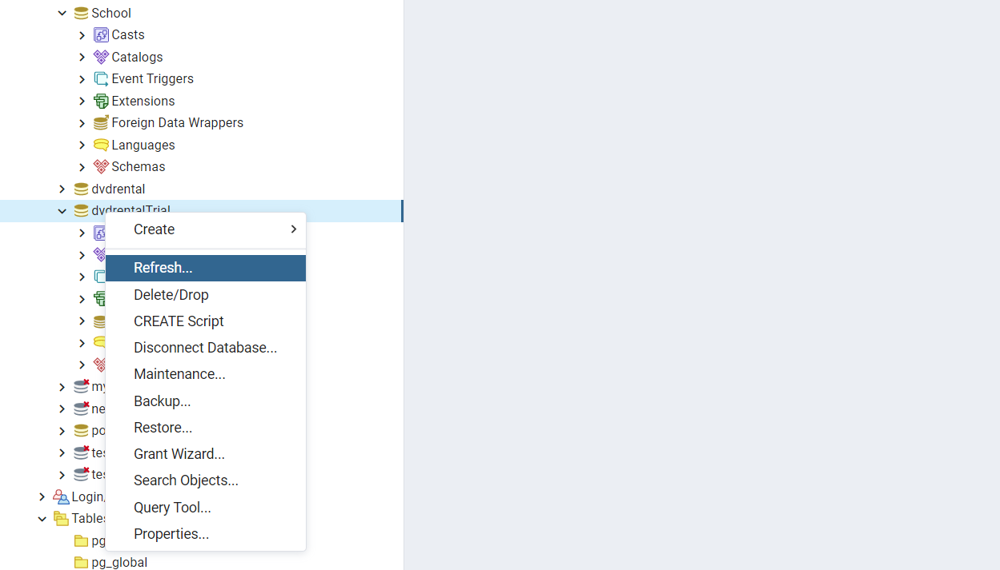 School
Casts
Catalogs
Event Triggers
Extensions
Foreign Data Wrappers
Languages
Schemas
dvdrental
dvdrentalTrial
Create
Refresh...
Delete/Drop
CREATE Script
Disconnect Database...
Maintenance...
Backup...
Restore...
Grant Wizard...
Search Objects...
Query Tool...
Properties...
my
ne
po
tes
tes
Login/
Tables
pg_
pg_global